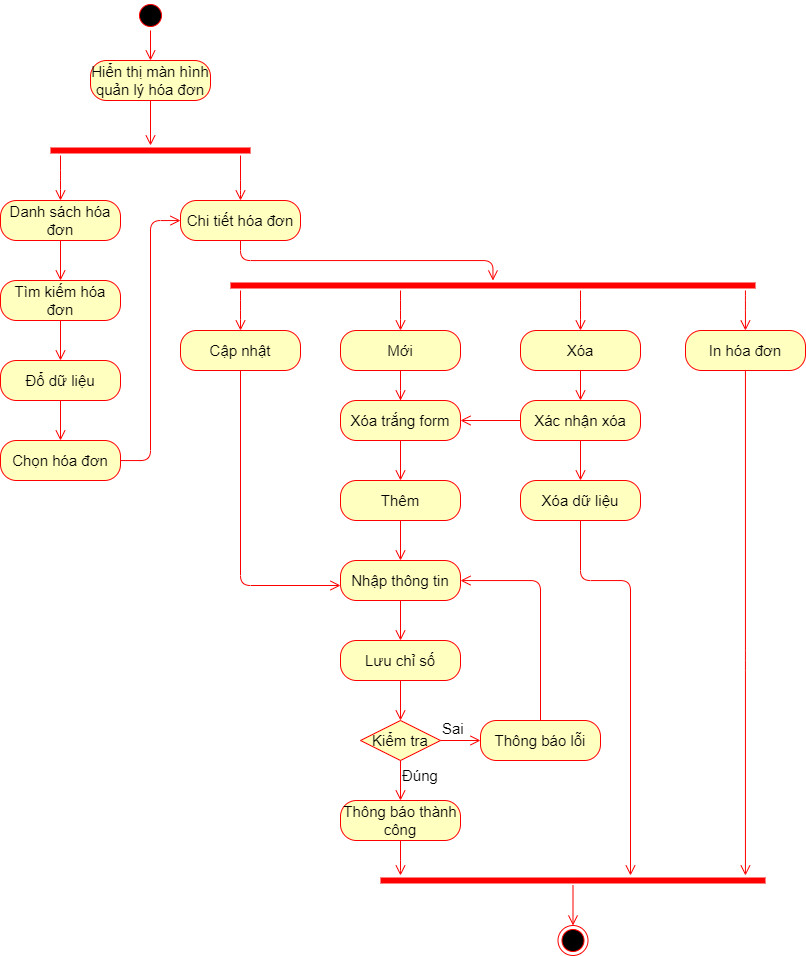 Hiển thị màn hình
quản lý hóa đơn
Danh sách hóa
đơn
Chi tiết hóa đơn
Tìm kiếm hóa
đơn
Cập nhật
Mới
Xóa
In hóa đơn
Đổ dữ liệu
Xóa trắng form
Xác nhận xóa
Chọn hóa đơn
Thêm
Xóa dữ liệu
Nhập thông tin
Lưu chỉ số
Kiểm tra
Sai
Thông báo lỗi
Đúng
Thông báo thành
công